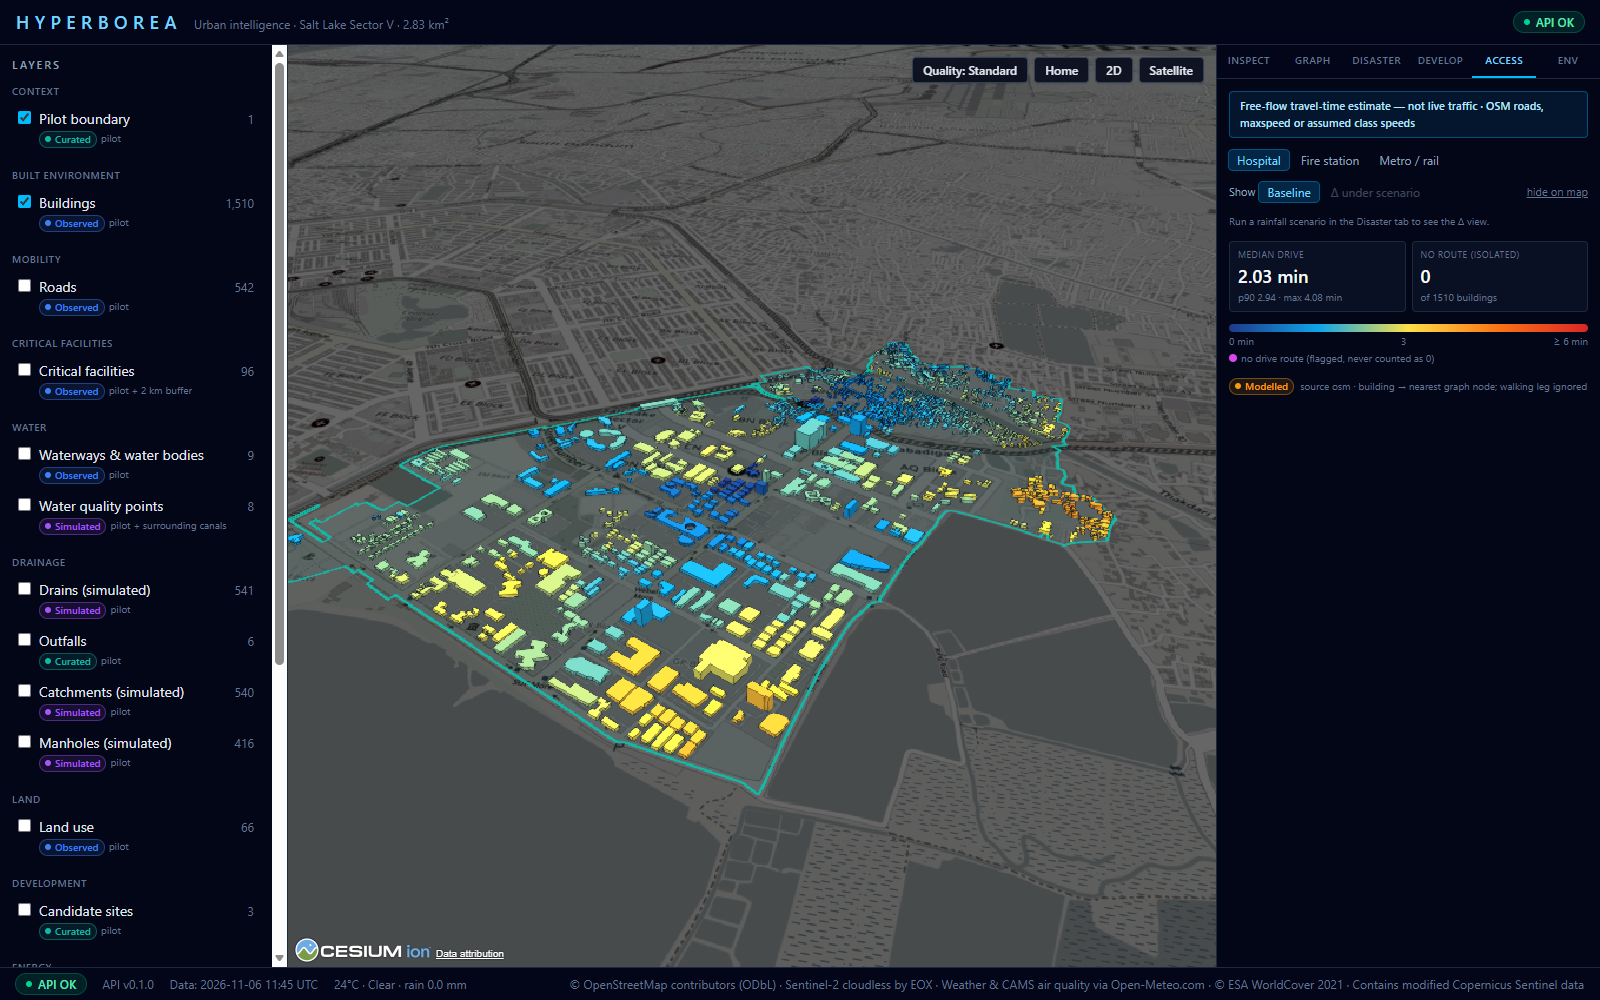 HYPERBOREA Urban intelligence · Salt Lake Sector V · 2.83 km²
API OK
LAYERS
CONTEXT
Pilot boundary 1
Curated pilot
BUILT ENVIRONMENT
Buildings 1,510
Observed pilot
MOBILITY
Roads 542
Observed pilot
CRITICAL FACILITIES
Critical facilities 96
Observed pilot + 2 km buffer
WATER
Waterways & water bodies 9
Observed pilot
Water quality points 8
Simulated pilot + surrounding canals
DRAINAGE
Drains (simulated) 541
Simulated pilot
Outfalls 6
Curated pilot
Catchments (simulated) 540
Simulated pilot
Manholes (simulated) 416
Simulated pilot
LAND
Land use 66
Observed pilot
DEVELOPMENT
Candidate sites 3
Curated pilot
ENERGY
Quality: Standard Home 2D Satellite
CESIUM ion Data attribution
INSPECT GRAPH DISASTER DEVELOP ACCESS ENV
Free-flow travel-time estimate — not live traffic · OSM roads,
maxspeed or assumed class speeds
Hospital Fire station Metro / rail
Show Baseline Δ under scenario hide on map
Run a rainfall scenario in the Disaster tab to see the Δ view.
MEDIAN DRIVE
2.03 min
p90 2.94 · max 4.08 min
NO ROUTE (ISOLATED)
0
of 1510 buildings
0 min 3 ≥ 6 min
no drive route (flagged, never counted as 0)
Modelled source osm · building → nearest graph node; walking leg ignored
API OK API v0.1.0 Data: 2026-11-06 11:45 UTC 24°C · Clear · rain 0.0 mm
© OpenStreetMap contributors (ODbL) · Sentinel-2 cloudless by EOX · Weather & CAMS air quality via Open-Meteo.com · © ESA WorldCover 2021 · Contains modified Copernicus Sentinel data